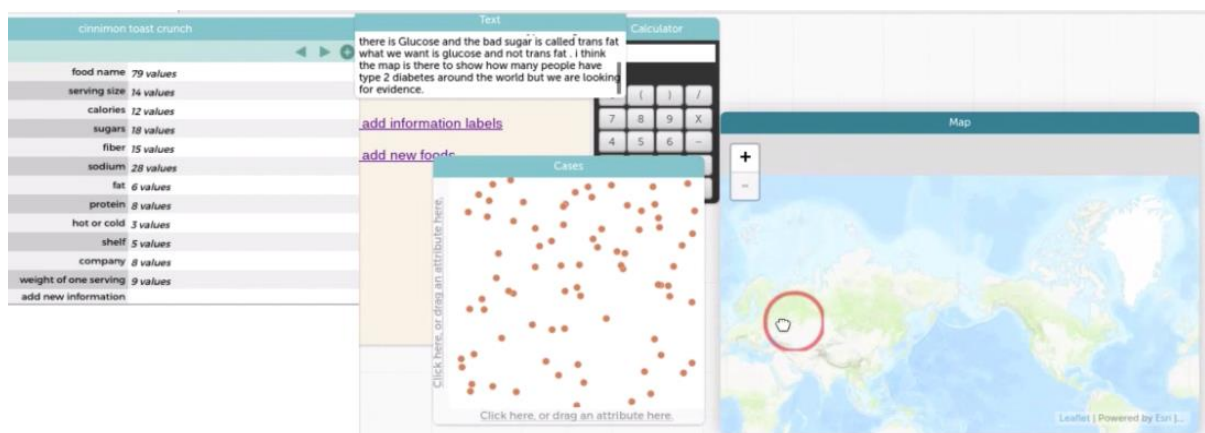 cinnimon toast crunch
food name 79 values
serving size 14 values
calories 12 values
sugars 18 values
fiber 15 values
sodium 28 values
fat 6 values
protein 8 values
hot or cold 3 values
shelf 5 values
company 8 values
weight of one serving 9 values
add new information
Text
there is Glucose and the bad sugar is called trans fat
what we want is glucose and not trans fat . i think
the map is there to show how many people have
type 2 diabetes around the world but we are looking
for evidence.
add information labels
add new foods
Calculator
( ) /
7 8 9 X
4 5 6 -
Cases
Click here, or drag an attribute here.
Click here, or drag an attribute here.
Map
+
-
Leaflet | Powered by Esri |...